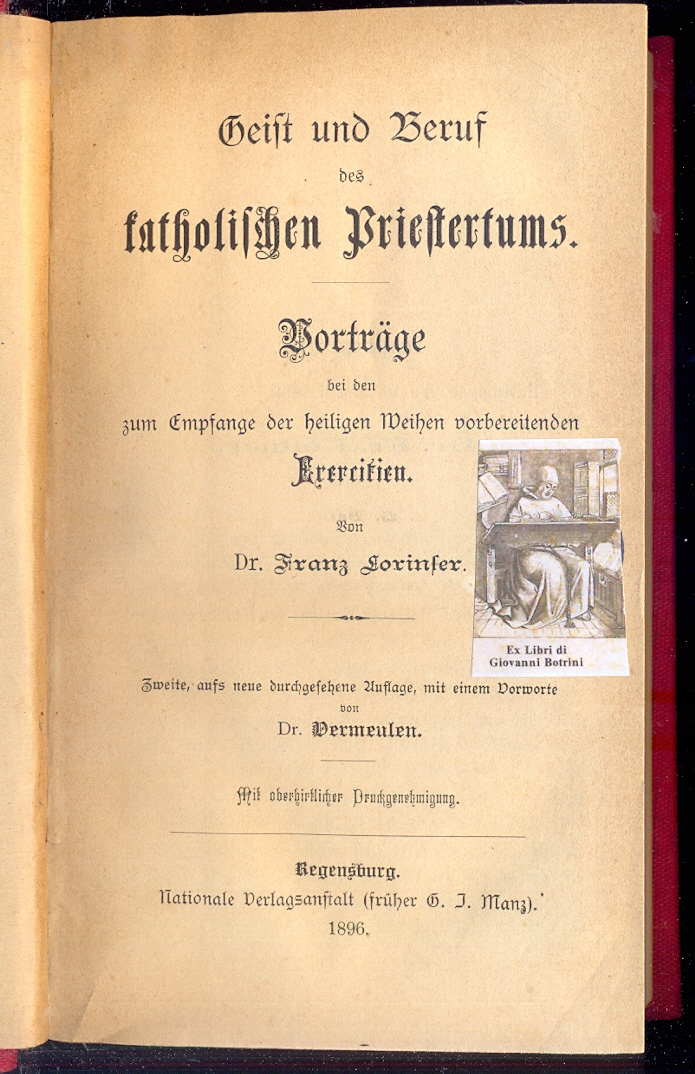 Geist und Beruf
des
katholischen Priestertums.
Vorträge
bei den
zum Empfange der heiligen Weihen vorbereitenden
Exercitien.
Von
Dr. Franz Lorinser.
Ex Libri di
Giovanni Botrini
Zweite, aufs neue durchgesehene Auflage, mit einem Vorworte
von
Dr. Vermeulen.
Mit oberhirtlicher Druckgenehmigung.
Regensburg.
Nationale Verlagsanstalt (früher G. J. Manz).
1896.